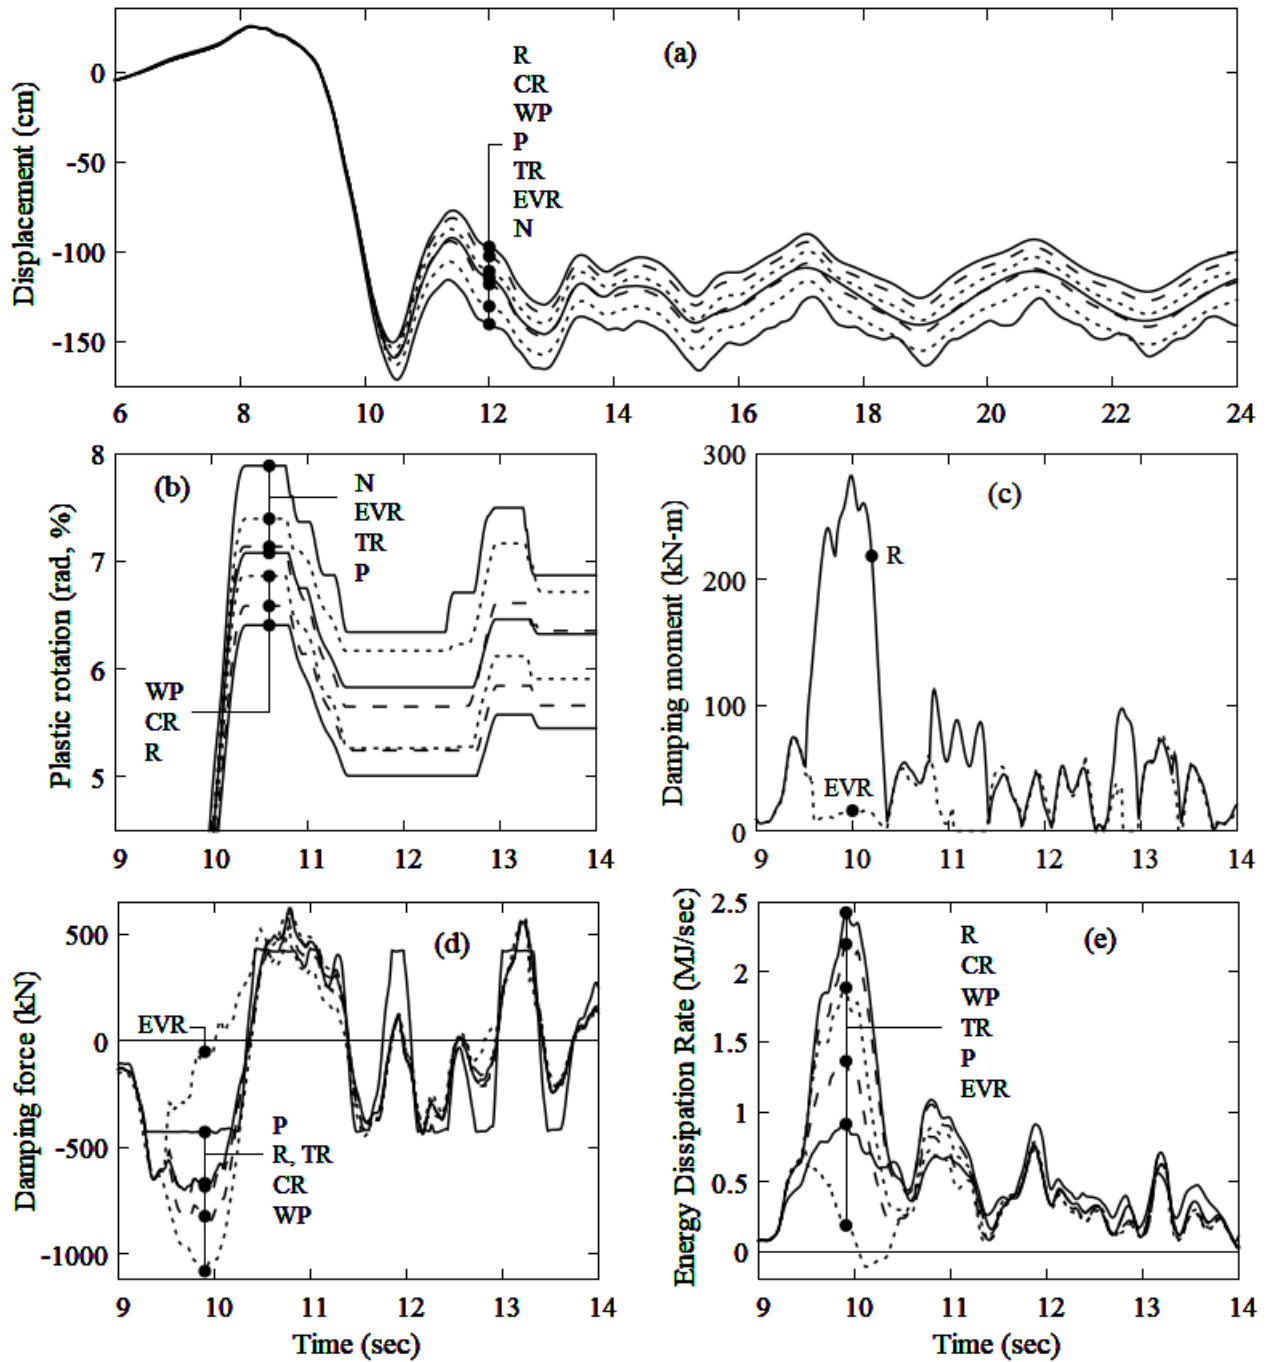 (a)
Displacement (cm)
0
-50
-100
-150
R
CR
WP
P
TR
EVR
N
6 8 10 12 14 16 18 20 22 24
(b)
Plastic rotation (rad, %)
8
7
6
5
N
EVR
TR
P
WP
CR
R
9 10 11 12 13 14
(c)
Damping moment (kN-m)
300
200
100
0
R
EVR
9 10 11 12 13 14
(d)
Damping force (kN)
500
0
-500
-1000
EVR
P
R, TR
CR
WP
9 10 11 12 13 14
Time (sec)
(e)
Energy Dissipation Rate (MJ/sec)
2.5
2
1.5
1
0.5
0
R
CR
WP
TR
P
EVR
9 10 11 12 13 14
Time (sec)